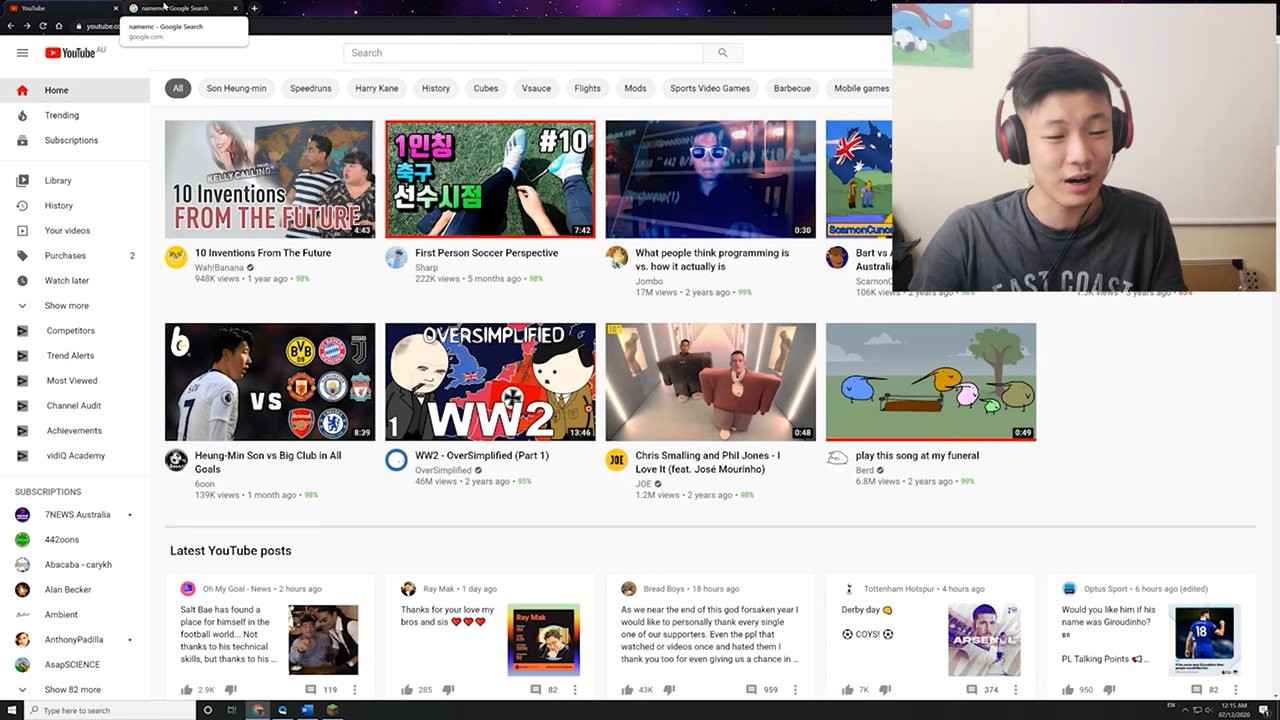 YouTube
namemc - Google Search
youtube.co
namemc - Google Search
google.com
YouTube AU
Search
All
Son Heung-min
Speedruns
Harry Kane
History
Cubes
Vsauce
Flights
Mods
Sports Video Games
Barbecue
Mobile games
Home
Trending
Subscriptions
Library
History
Your videos
Purchases 2
Watch later
Show more
Competitors
Trend Alerts
Most Viewed
Channel Audit
Achievements
vidIQ Academy
SUBSCRIPTIONS
7NEWS Australia
442oons
Abacaba - carykh
Alan Becker
Ambient
AnthonyPadilla
AsapSCIENCE
Show 82 more
KELLY CALLING
10 Inventions
FROM THE FUTURE
4:43
10 Inventions From The Future
Wah!Banana
948K views • 1 year ago • 98%
1인칭
축구
선수시점
#10
7:42
First Person Soccer Perspective
Sharp
222K views • 5 months ago • 98%
0:30
What people think programming is
vs. how it actually is
Jombo
17M views • 2 years ago • 99%
Bart vs
Australia
ScarnonCunc
106K views • 2 years ago • 98%
EAST COAST
7
VS
BVB
09
8:39
Heung-Min Son vs Big Club in All
Goals
6oon
139K views • 1 month ago • 98%
OVERSIMPLIFIED
1
WW2
13:46
WW2 - OverSimplified (Part 1)
OverSimplified
46M views • 2 years ago • 95%
JOE
0:48
Chris Smalling and Phil Jones - I
Love It (feat. José Mourinho)
JOE
1.2M views • 2 years ago • 98%
0:49
play this song at my funeral
Berd
6.8M views • 2 years ago • 99%
Latest YouTube posts
Oh My Goal - News • 2 hours ago
Salt Bae has found a
place for himself in the
football world... Not
thanks to his technical
skills, but thanks to his ...
2.9K
119
Ray Mak • 1 day ago
Thanks for your love my
bros and sis ❤❤❤
Ray Mak
285
82
Bread Boys • 18 hours ago
As we near the end of this god forsaken year I
would like to personally thank every single
one of our supporters. Even the ppl that
watched or videos once and hated them I
thank you too for even giving us a chance in ...
43K
959
Tottenham Hotspur • 4 hours ago
Derby day
⚽ COYS! ⚽
ARSENAL
7K
374
Optus Sport • 6 hours ago (edited)
Would you like him if his
name was Giroudinho?
BR
PL Talking Points
18
950
82
Type here to search
EN
12:15 AM
07/12/2020